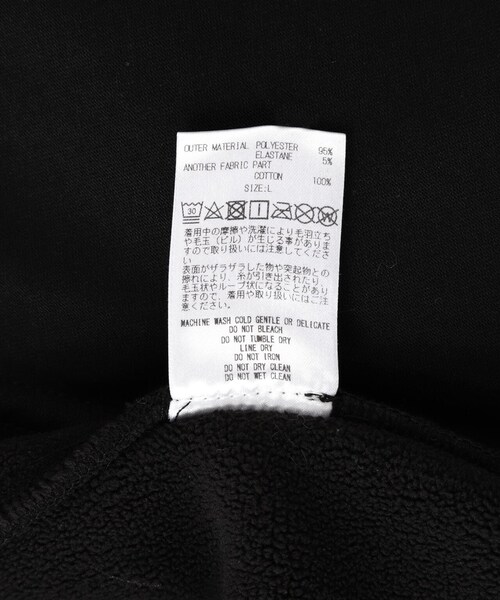 OUTER MATERIAL POLYESTER 95%
ELASTANE 5%
ANOTHER FABRIC PART
COTTON 100%
SIZE:L
30
着用中の摩擦や洗濯により毛羽立ち
や毛玉(ピル)が生じる事がありま
すので取り扱いには注意してくださ
い
表面がザラザラした物や突起物との
擦れにより、糸が引き出されたり
毛玉状やループ状になることがあり
ますので、着用や取り扱いにはご注
意ください。
MACHINE WASH COLD GENTLE OR DELICATE
DO NOT BLEACH
DO NOT TUMBLE DRY
LINE DRY
DO NOT IRON
DO NOT DRY CLEAN
DO NOT WET CLEAN